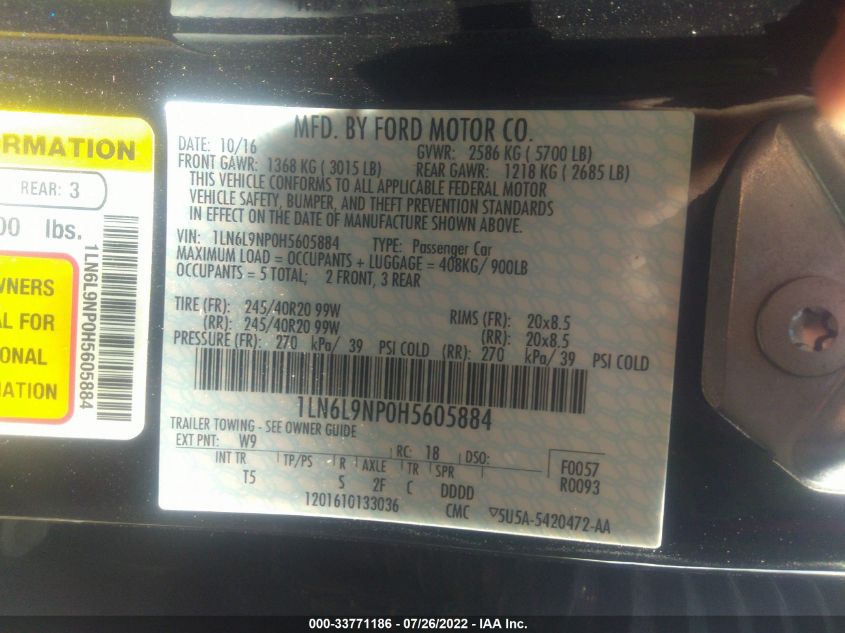 ORMATION
REAR: 3
00 lbs.
1LN6L9NP0H5605884
WNERS
AL FOR
ONAL
MATION
MFD. BY FORD MOTOR CO.
DATE: 10/16 GVWR: 2586 KG ( 5700 LB)
FRONT GAWR: 1368 KG ( 3015 LB) REAR GAWR: 1218 KG ( 2685 LB)
THIS VEHICLE CONFORMS TO ALL APPLICABLE FEDERAL MOTOR
VEHICLE SAFETY, BUMPER, AND THEFT PREVENTION STANDARDS
IN EFFECT ON THE DATE OF MANUFACTURE SHOWN ABOVE.
VIN: 1LN6L9NP0H5605884 TYPE: Passenger Car
MAXIMUM LOAD = OCCUPANTS + LUGGAGE = 408KG/ 900LB
OCCUPANTS = 5 TOTAL; 2 FRONT, 3 REAR
TIRE (FR): 245/40R20 99W RIMS (FR): 20x8.5
(RR): 245/40R20 99W (RR): 20x8.5
PRESSURE (FR): 270 kPa/ 39 PSI COLD (RR): 270 kPa/ 39 PSI COLD
1LN6L9NP0H5605884
TRAILER TOWING - SEE OWNER GUIDE
EXT PNT: W9 RC: 18 DSO: F0057
INT TR TP/PS R AXLE TR SPR R0093
T5 S 2F C DDDD
1201610133036 CMC ▽5U5A-5420472-AA
000-33771186 - 07/26/2022 - IAA Inc.